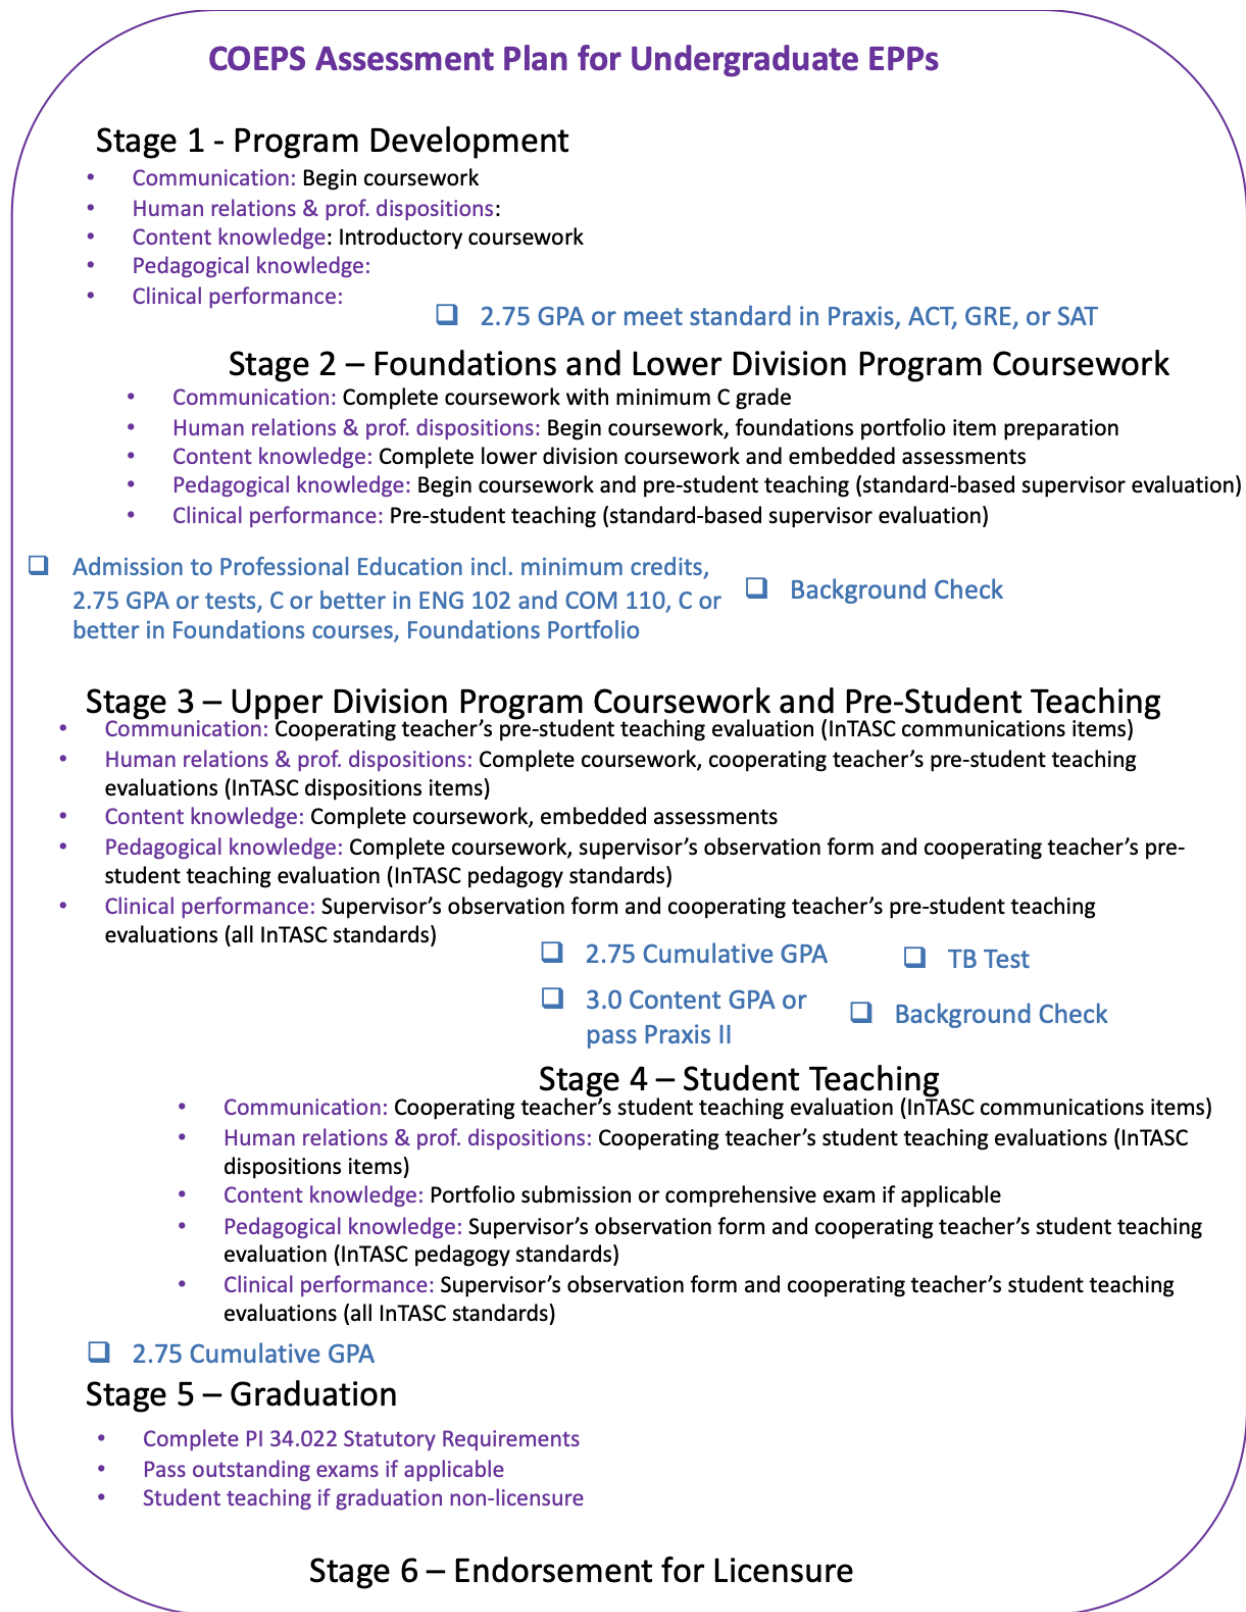 COEPS Assessment Plan for Undergraduate EPPs
Stage 1 - Program Development
• Communication: Begin coursework
• Human relations & prof. dispositions:
• Content knowledge: Introductory coursework
• Pedagogical knowledge:
• Clinical performance:
❑ 2.75 GPA or meet standard in Praxis, ACT, GRE, or SAT
Stage 2 – Foundations and Lower Division Program Coursework
• Communication: Complete coursework with minimum C grade
• Human relations & prof. dispositions: Begin coursework, foundations portfolio item preparation
• Content knowledge: Complete lower division coursework and embedded assessments
• Pedagogical knowledge: Begin coursework and pre-student teaching (standard-based supervisor evaluation)
• Clinical performance: Pre-student teaching (standard-based supervisor evaluation)
❑ Admission to Professional Education incl. minimum credits,
2.75 GPA or tests, C or better in ENG 102 and COM 110, C or
better in Foundations courses, Foundations Portfolio
❑ Background Check
Stage 3 – Upper Division Program Coursework and Pre-Student Teaching
• Communication: Cooperating teacher’s pre-student teaching evaluation (InTASC communications items)
• Human relations & prof. dispositions: Complete coursework, cooperating teacher’s pre-student teaching
evaluations (InTASC dispositions items)
• Content knowledge: Complete coursework, embedded assessments
• Pedagogical knowledge: Complete coursework, supervisor’s observation form and cooperating teacher’s pre-
student teaching evaluation (InTASC pedagogy standards)
• Clinical performance: Supervisor’s observation form and cooperating teacher’s pre-student teaching
evaluations (all InTASC standards)
❑ 2.75 Cumulative GPA
❑ TB Test
❑ 3.0 Content GPA or
pass Praxis II
❑ Background Check
Stage 4 – Student Teaching
• Communication: Cooperating teacher’s student teaching evaluation (InTASC communications items)
• Human relations & prof. dispositions: Cooperating teacher’s student teaching evaluations (InTASC
dispositions items)
• Content knowledge: Portfolio submission or comprehensive exam if applicable
• Pedagogical knowledge: Supervisor’s observation form and cooperating teacher’s student teaching
evaluation (InTASC pedagogy standards)
• Clinical performance: Supervisor’s observation form and cooperating teacher’s student teaching
evaluations (all InTASC standards)
❑ 2.75 Cumulative GPA
Stage 5 – Graduation
• Complete PI 34.022 Statutory Requirements
• Pass outstanding exams if applicable
• Student teaching if graduation non-licensure
Stage 6 – Endorsement for Licensure